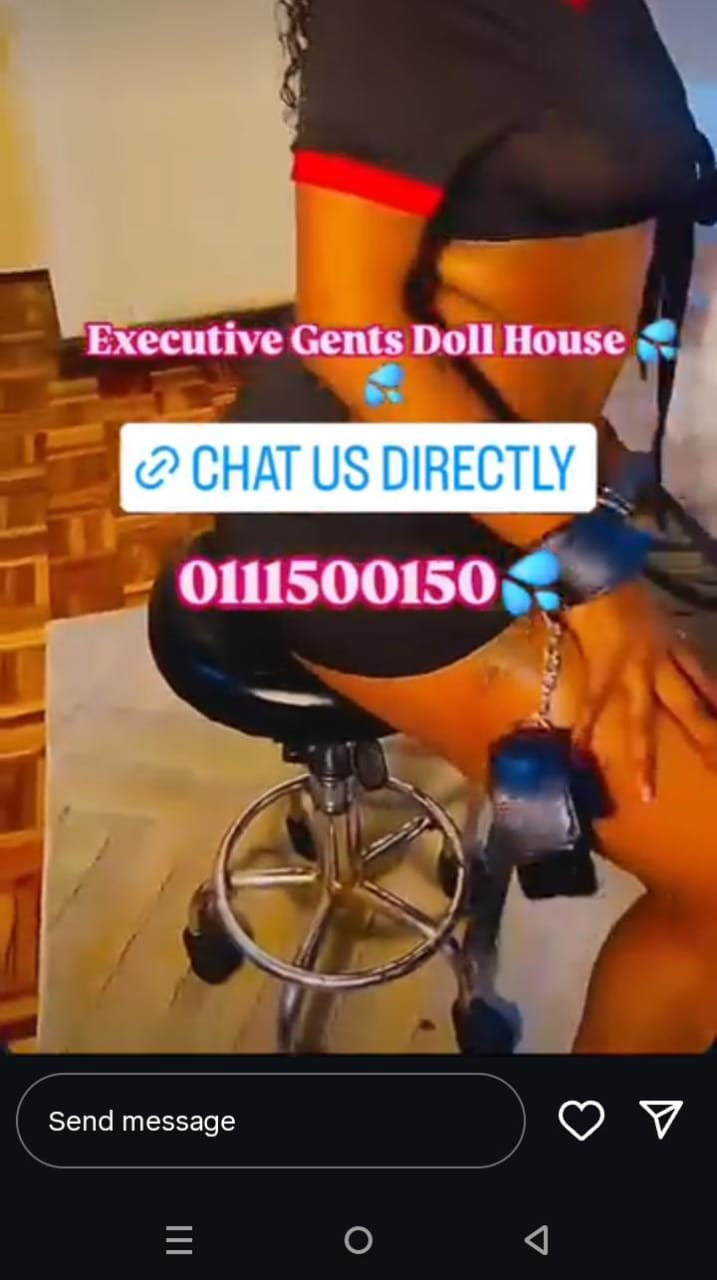 Executive Gents Doll House 💦
💦
CHAT US DIRECTLY
0111500150💦
Send message